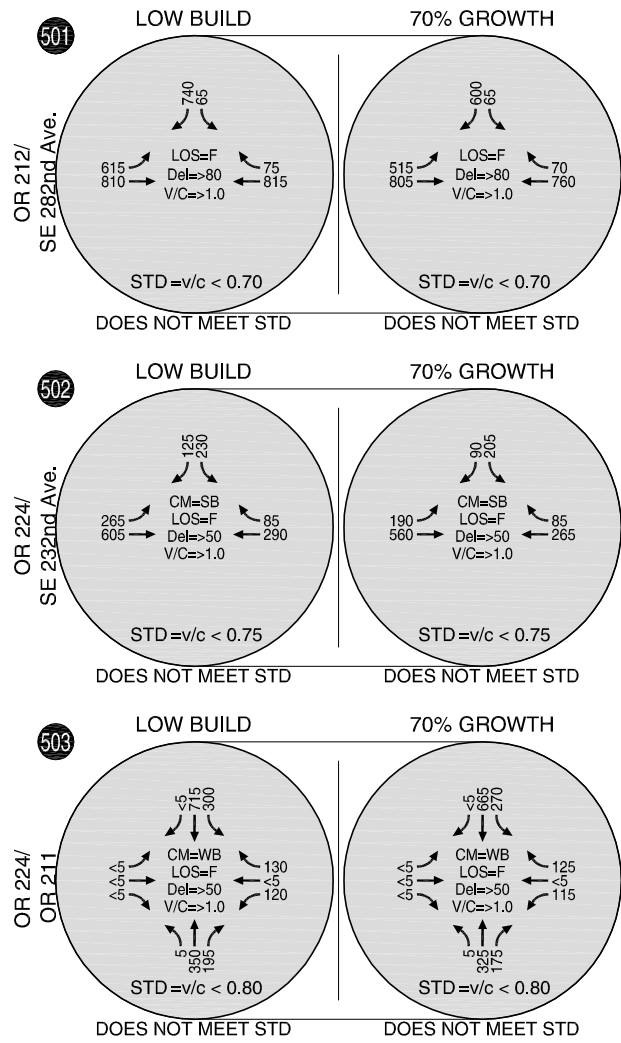 LOW BUILD 70% GROWTH
501
OR 212/
SE 282nd Ave.
740 65
615 75
810 815
LOS=F
Del=>80
V/C=>1.0
STD=v/c < 0.70
DOES NOT MEET STD
600 65
515 70
805 760
LOS=F
Del=>80
V/C=>1.0
STD=v/c < 0.70
DOES NOT MEET STD
LOW BUILD 70% GROWTH
502
OR 224/
SE 232nd Ave.
125 230
265 85
605 290
CM=SB
LOS=F
Del=>50
V/C=>1.0
STD=v/c < 0.75
DOES NOT MEET STD
90 205
190 85
560 265
CM=SB
LOS=F
Del=>50
V/C=>1.0
STD=v/c < 0.75
DOES NOT MEET STD
LOW BUILD 70% GROWTH
503
OR 224/
OR 211
<5 715 300
<5 130
<5 <5
<5 120
CM=WB
LOS=F
Del=>50
V/C=>1.0
5 350 195
STD=v/c < 0.80
DOES NOT MEET STD
<5 665 270
<5 125
<5 <5
<5 115
CM=WB
LOS=F
Del=>50
V/C=>1.0
5 325 175
STD=v/c < 0.80
DOES NOT MEET STD